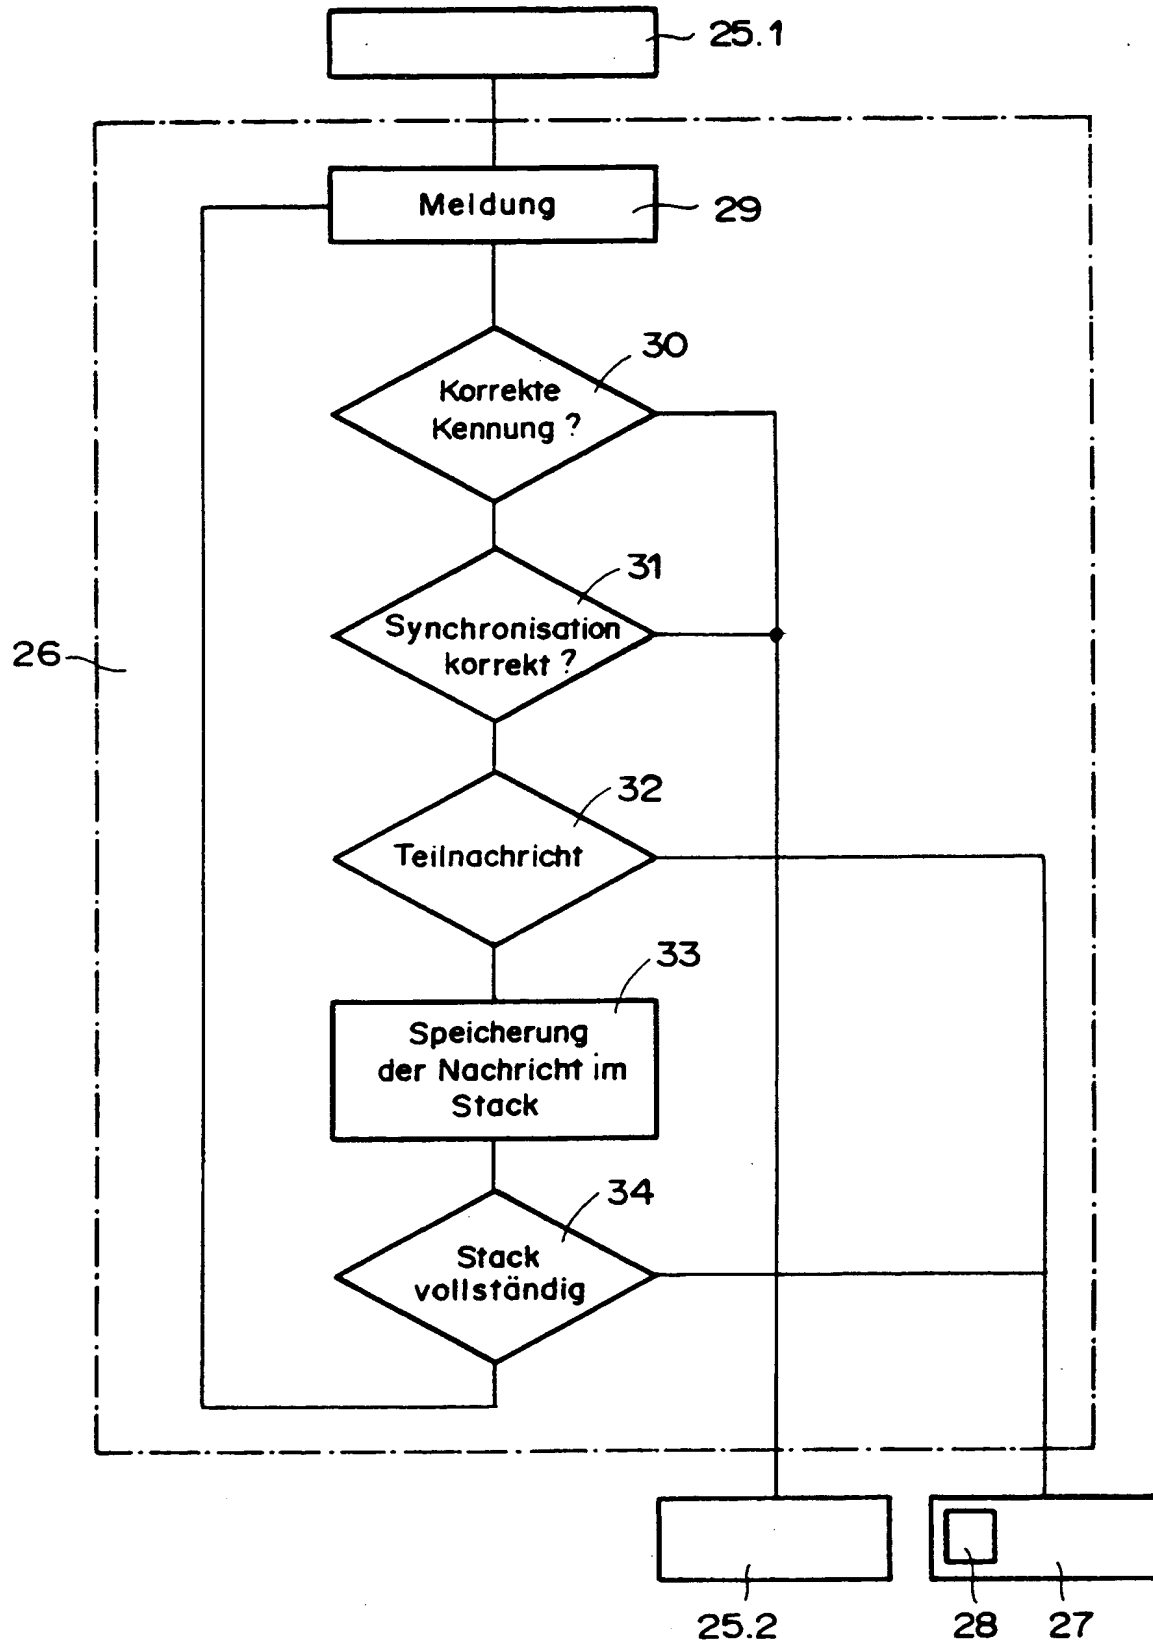 25.1
Meldung
29
30
Korrekte
Kennung ?
31
Synchronisation
korrekt ?
26
32
Teilnachricht
33
Speicherung
der Nachricht im
Stack
34
Stack
vollständig
25.2
28
27